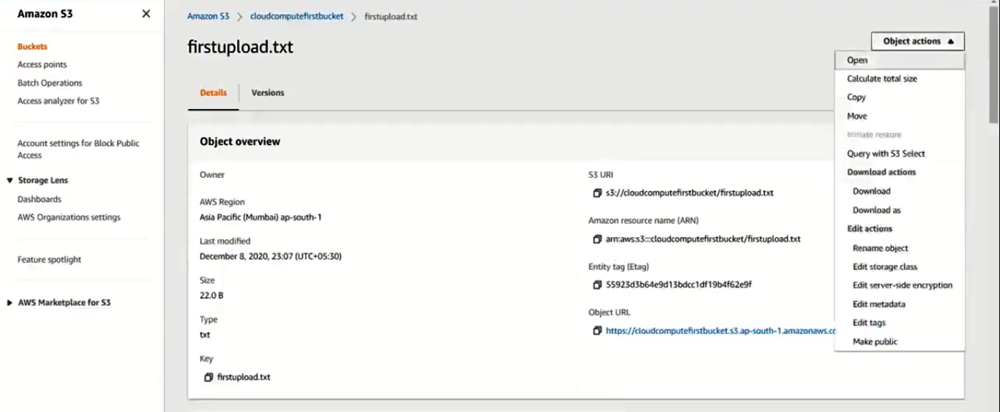 Amazon S3
Buckets
Access points
Batch Operations
Access analyzer for S3
Account settings for Block Public
Access
Storage Lens
Dashboards
AWS Organizations settings
Feature spotlight
AWS Marketplace for S3
Amazon S3 > cloudcomputefirstbucket > firstupload.txt
firstupload.txt
Details
Versions
Object overview
Owner
AWS Region
Asia Pacific (Mumbai) ap-south-1
Last modified
December 8, 2020, 23:07 (UTC+05:30)
Size
22.0 B
Type
txt
Key
firstupload.txt
S3 URI
s3://cloudcomputefirstbucket/firstupload.txt
Amazon resource name (ARN)
arn:aws:s3:::cloudcomputefirstbucket/firstupload.txt
Entity tag (Etag)
55923d3b64e9d13bdcc1df19b4f62e9f
Object URL
https://cloudcomputefirstbucket.s3.ap-south-1.amazonaws.cc
Object actions
Open
Calculate total size
Copy
Move
Initiate restore
Query with S3 Select
Download actions
Download
Download as
Edit actions
Rename object
Edit storage class
Edit server-side encryption
Edit metadata
Edit tags
Make public